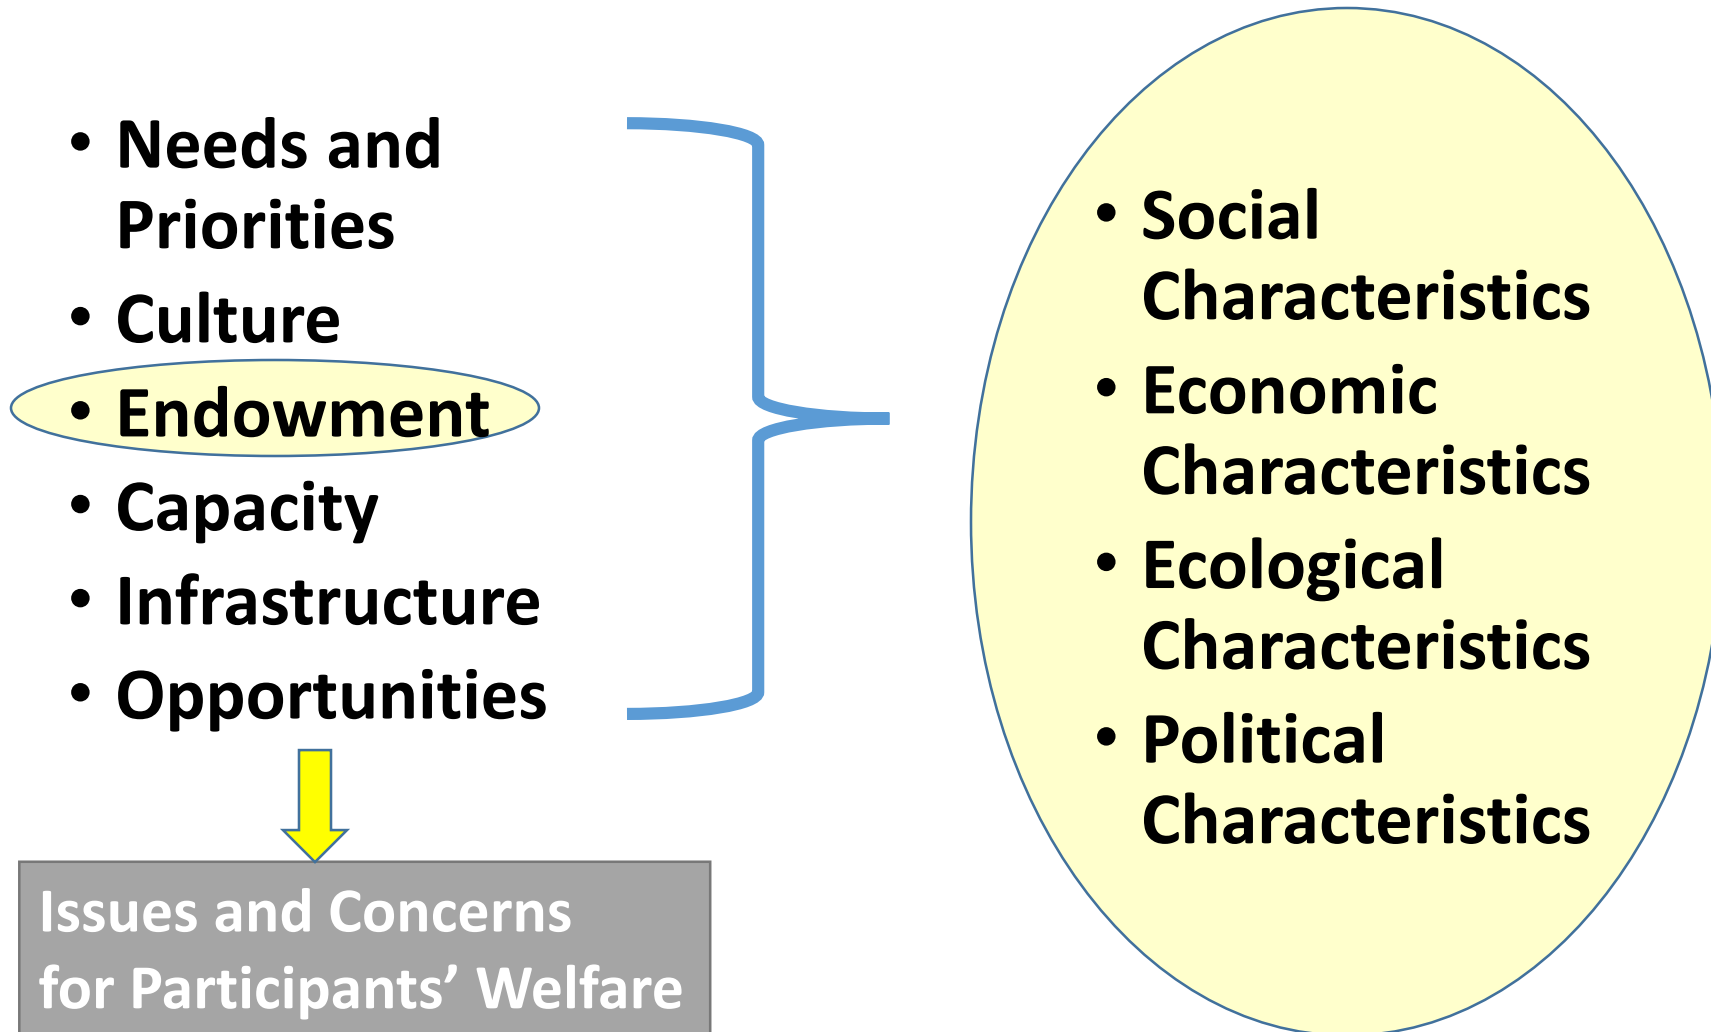 • Needs and
Priorities
• Culture
• Endowment
• Capacity
• Infrastructure
• Opportunities
Issues and Concerns
for Participants’ Welfare
• Social
Characteristics
• Economic
Characteristics
• Ecological
Characteristics
• Political
Characteristics